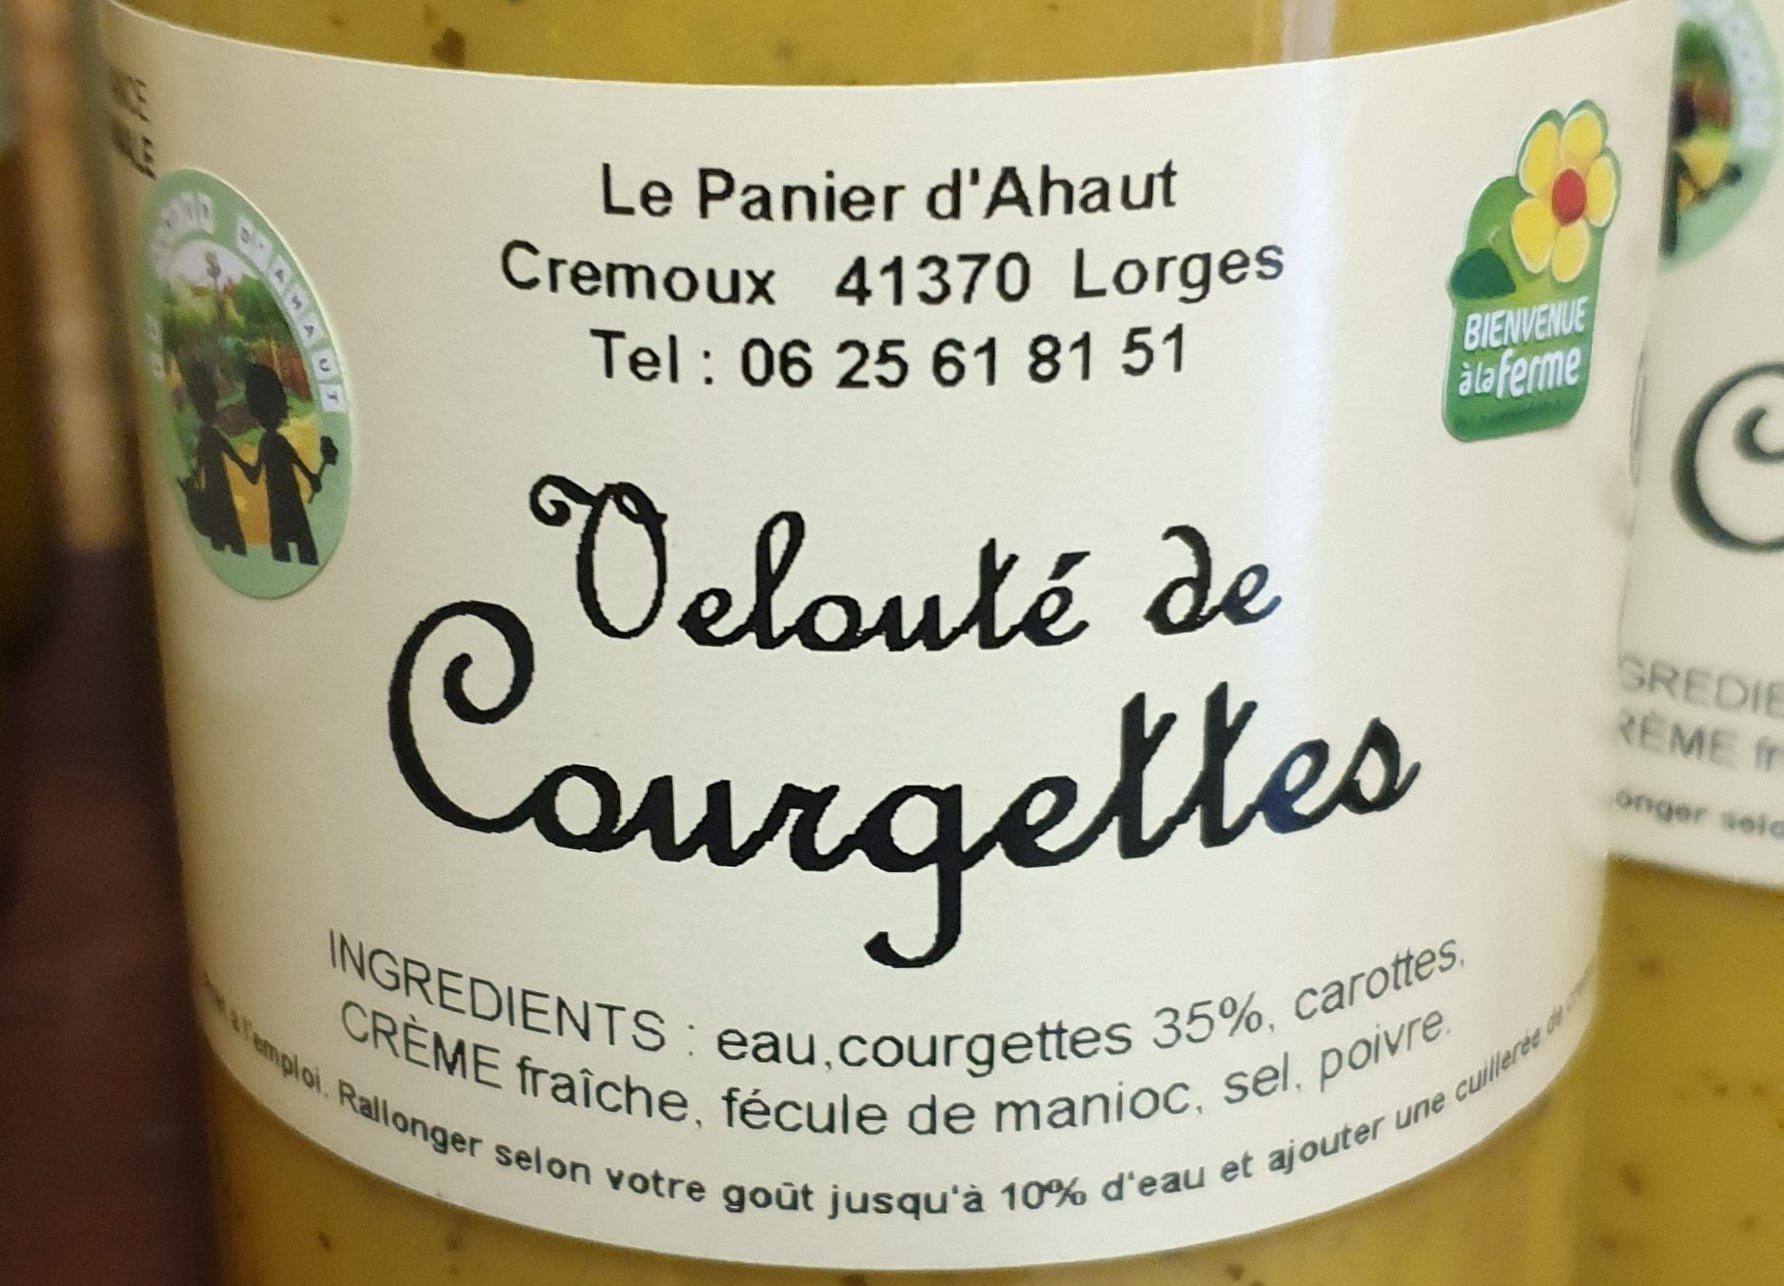 Le Panier d'Ahaut
Cremoux 41370 Lorges
Tel : 06 25 61 81 51
BIENVENUE
à la ferme
D'AHAUT
Velouté de
Courgettes
INGREDIENTS : eau,courgettes 35%, carottes,
CRÈME fraîche, fécule de manioc, sel, poivre.
à l'emploi. Rallonger selon votre goût jusqu'à 10% d'eau et ajouter une cuillerée de